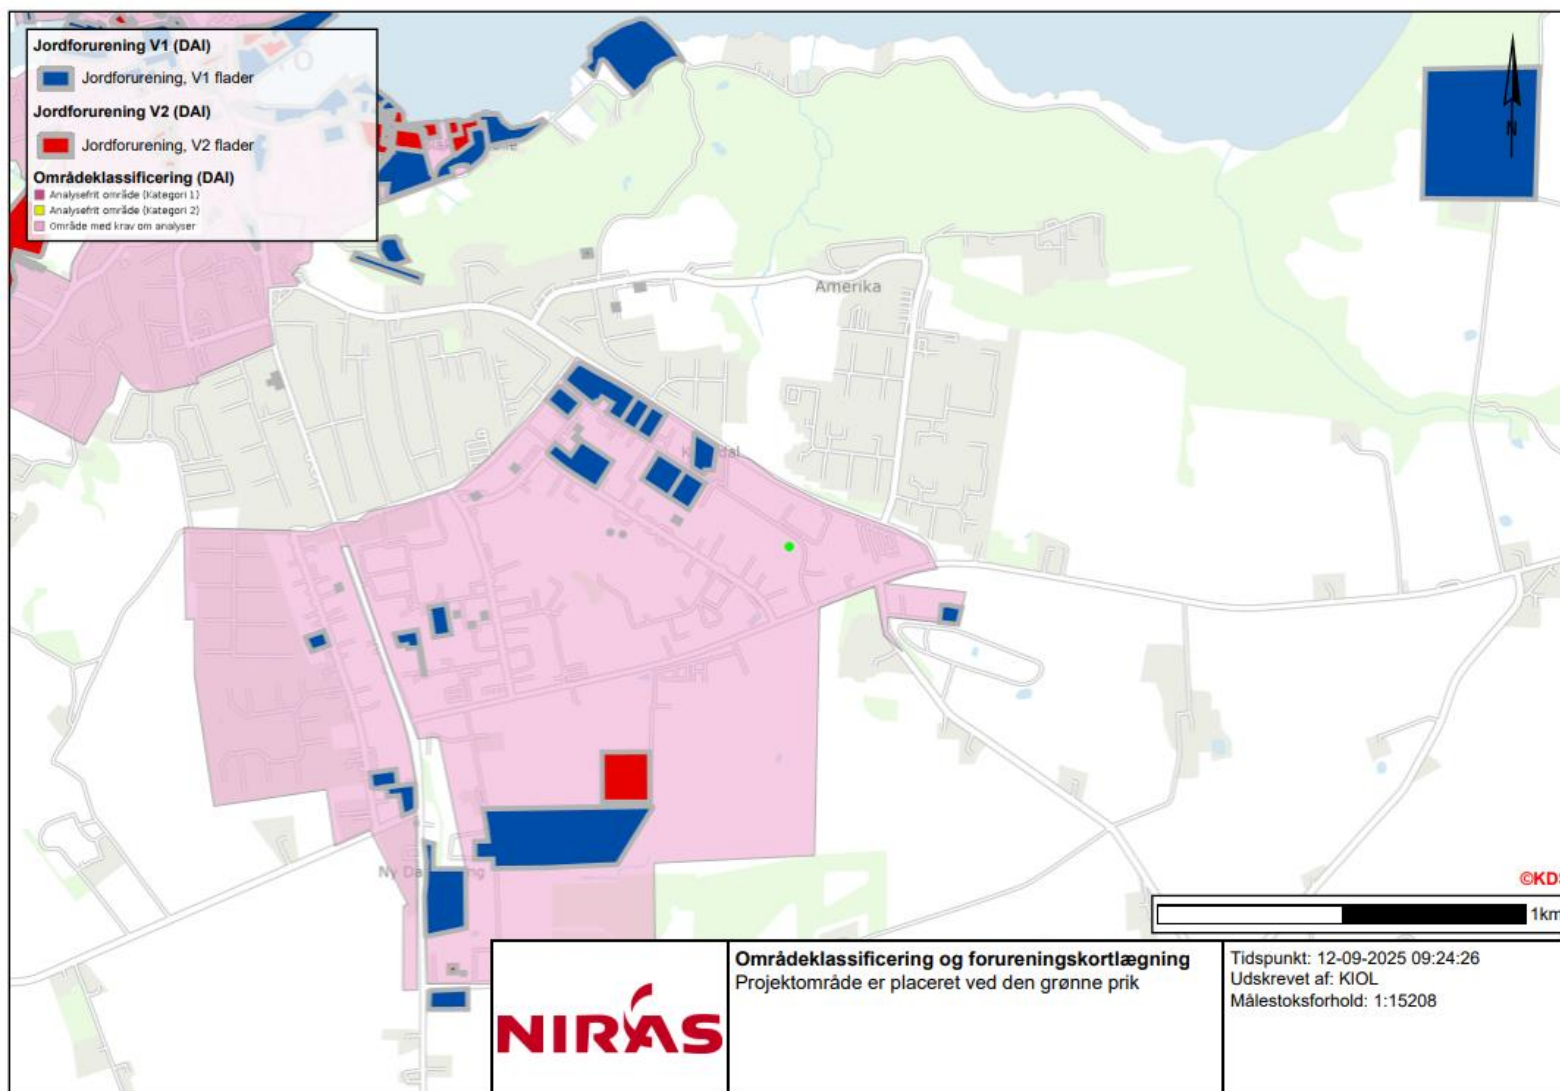 Jordforurening V1 (DAI)
Jordforurening, V1 flader
Jordforurening V2 (DAI)
Jordforurening, V2 flader
Områdeklassificering (DAI)
Analysefrit område (Kategori 1)
Analysefrit område (Kategori 2)
Område med krav om analyser
N
Amerika
©KDS
1km
NIRAS
Områdeklassificering og forureningskortlægning
Projektområde er placeret ved den grønne prik
Tidspunkt: 12-09-2025 09:24:26
Udskrevet af: KIOL
Målestoksforhold: 1:15208